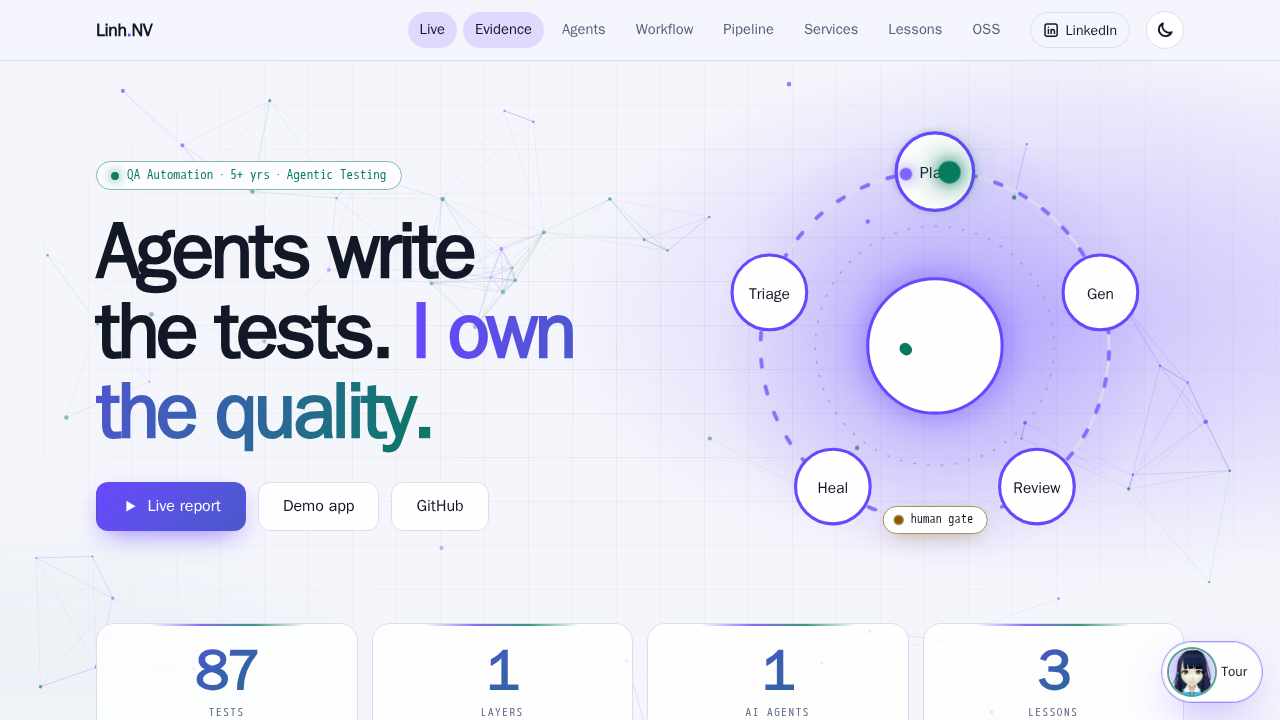 Linh.NV
Live
Evidence
Agents
Workflow
Pipeline
Services
Lessons
OSS
LinkedIn
QA Automation · 5+ yrs · Agentic Testing
Agents write
the tests. I own
the quality.
Live report
Demo app
GitHub
Triage
Gen
Heal
Review
human gate
87
TESTS
1
LAYERS
1
AI AGENTS
3
LESSONS
Tour